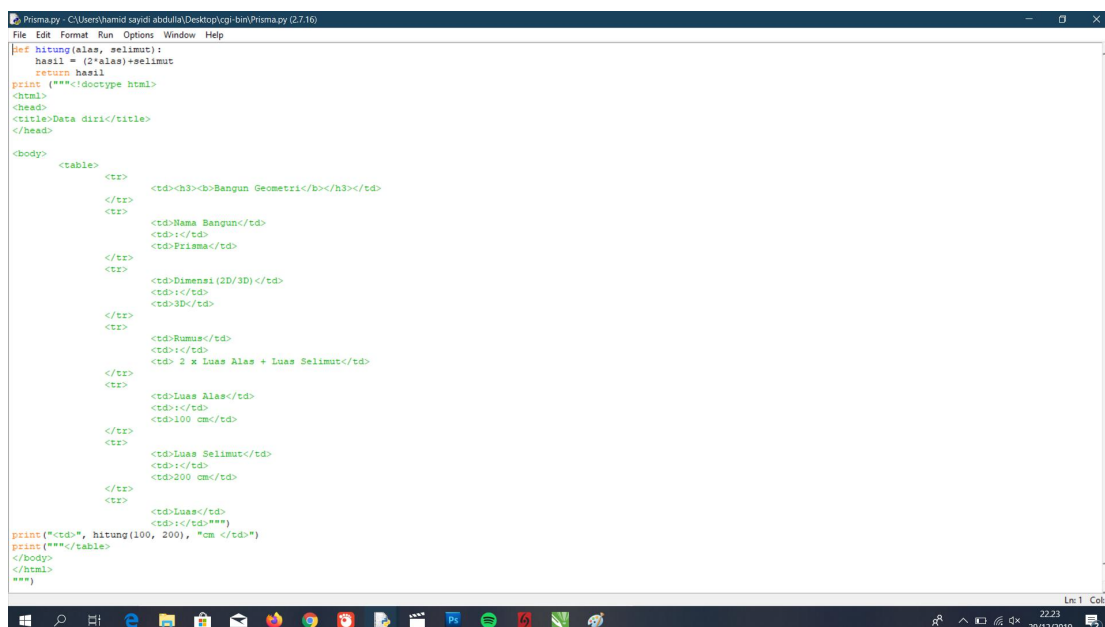 Prisma.py - C:\Users\hamid sayidi abdulla\Desktop\cgi-bin\Prisma.py (2.7.16)
File Edit Format Run Options Window Help
def hitung(alas, selimut):
    hasil = (2*alas)+selimut
    return hasil
print ("""<!doctype html>
<html>
<head>
<title>Data diri</title>
</head>
<body>
<table>
<tr>
<td><h3><b>Bangun Geometri</b></h3></td>
</tr>
<tr>
<td>Nama Bangun</td>
<td>:</td>
<td>Prisma</td>
</tr>
<tr>
<td>Dimensi(2D/3D)</td>
<td>:</td>
<td>3D</td>
</tr>
<tr>
<td>Rumus</td>
<td>:</td>
<td> 2 x Luas Alas + Luas Selimut</td>
</tr>
<tr>
<td>Luas Alas</td>
<td>:</td>
<td>100 cm</td>
</tr>
<tr>
<td>Luas Selimut</td>
<td>:</td>
<td>200 cm</td>
</tr>
<tr>
<td>Luas</td>
<td>:</td>""")
print("<td>", hitung(100, 200), "cm </td>")
print("""</table>
</body>
</html>
""")
Ln: 1 Col:
Ps
22.23